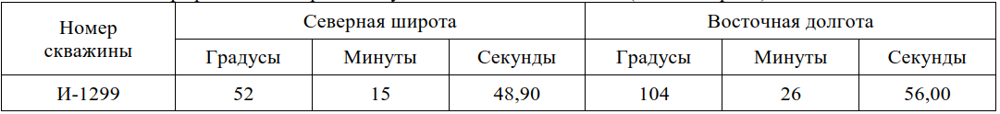 Номер скважины Северная широта Восточная долгота
Градусы Минуты Секунды Градусы Минуты Секунды
И-1299 52 15 48,90 104 26 56,00